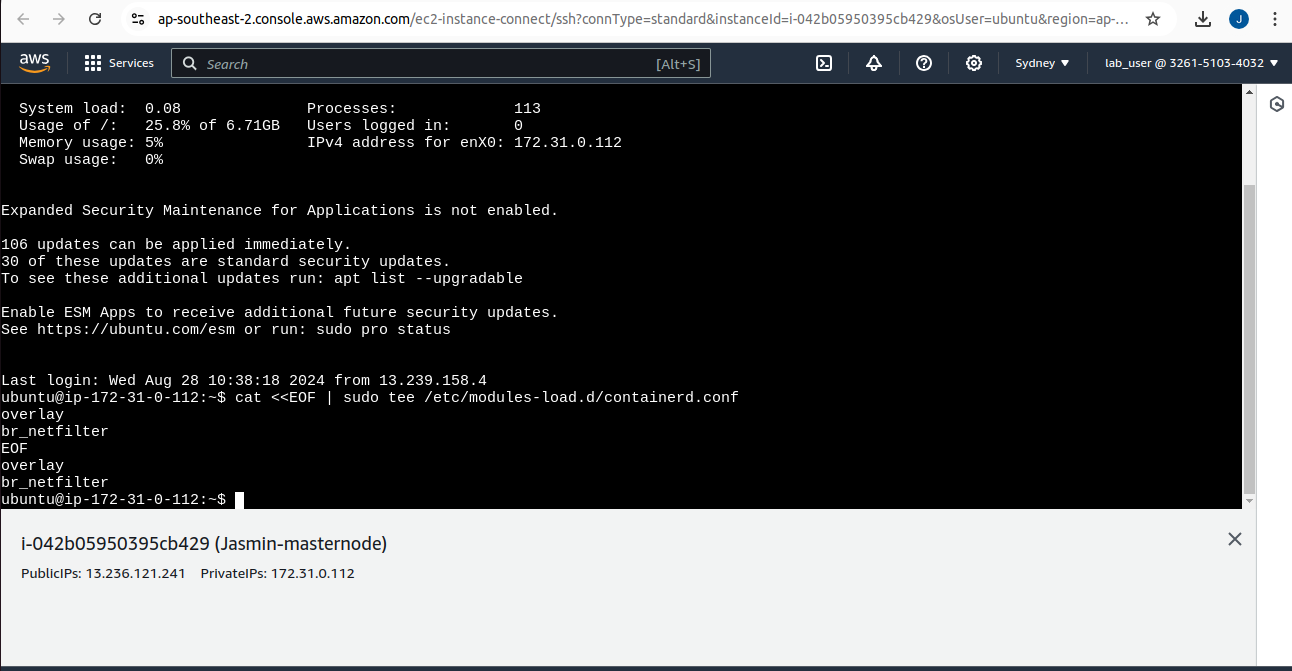 ap-southeast-2.console.aws.amazon.com/ec2-instance-connect/ssh?connType=standard&instanceId=i-042b05950395cb429&osUser=ubuntu&region=ap-...
J
aws
Services
Search
[Alt+S]
Sydney
lab_user @ 3261-5103-4032
System load: 0.08 Processes: 113
Usage of /: 25.8% of 6.71GB Users logged in: 0
Memory usage: 5% IPv4 address for enX0: 172.31.0.112
Swap usage: 0%
Expanded Security Maintenance for Applications is not enabled.
106 updates can be applied immediately.
30 of these updates are standard security updates.
To see these additional updates run: apt list --upgradable
Enable ESM Apps to receive additional future security updates.
See https://ubuntu.com/esm or run: sudo pro status
Last login: Wed Aug 28 10:38:18 2024 from 13.239.158.4
ubuntu@ip-172-31-0-112:~$ cat <<EOF | sudo tee /etc/modules-load.d/containerd.conf
overlay
br_netfilter
EOF
overlay
br_netfilter
ubuntu@ip-172-31-0-112:~$
i-042b05950395cb429 (Jasmin-masternode)
PublicIPs: 13.236.121.241 PrivateIPs: 172.31.0.112